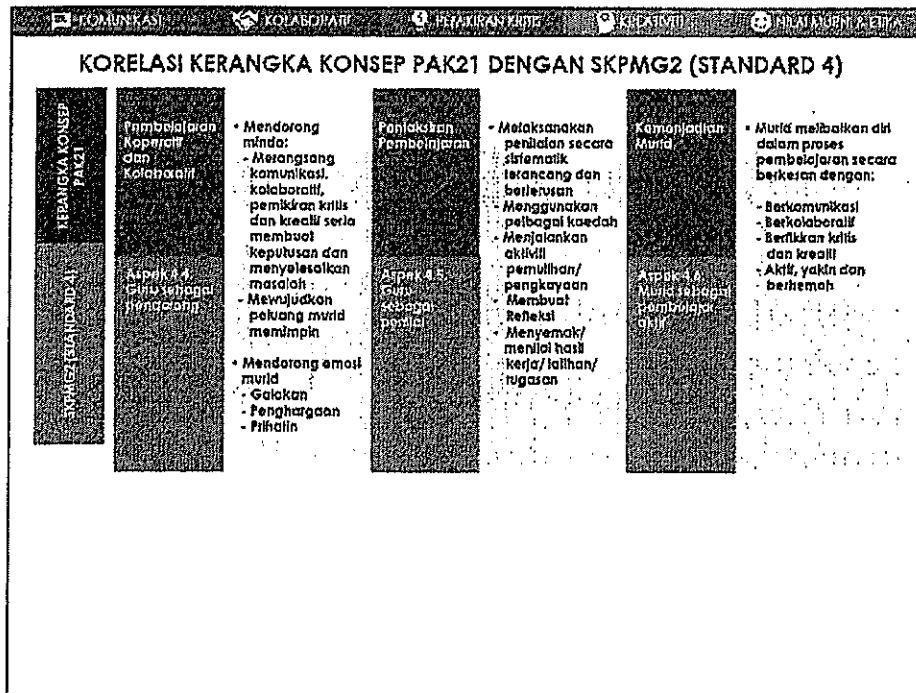 KOMUNIKASI
KOLABORATIF
PEMIKIRAN KRITIS
KREATIVITI
NILAI MURNI & ETIKA
KORELASI KERANGKA KONSEP PAK21 DENGAN SKPMG2 (STANDARD 4)
KERANGKA KONSEP
PAK21
SKPMG2 (STANDARD 4)
Pembelajaran
Koperatif
dan
Kolaboratif
Aspek 4.4
Guru sebagai
pendorong
• Mendorong
minda:
- Merangsang
komunikasi,
kolaboratif,
pemikiran kritis
dan kreatif serta
membuat
keputusan dan
menyelesaikan
masalah
- Mewujudkan
peluang murid
memimpin
• Mendorong emosi
murid
- Galakan
- Penghargaan
- Prihatin
Pentaksiran
Pembelajaran
Aspek 4.5
Guru
sebagai
penilai
- Melaksanakan
penilaian secara
sistematik
terancang dan
berterusan
- Menggunakan
pelbagai kaedah
- Menjalankan
aktiviti
pemulihan/
pengkayaan
- Membuat
Refleksi
- Menyemak/
menilai hasil
kerja/ latihan/
tugasan
Kemenjadian
Murid
Aspek 4.6
Murid sebagai
pembelajar
aktif
• Murid melibatkan diri
dalam proses
pembelajaran secara
berkesan dengan:
- Berkomunikasi
- Berkolaboratif
- Berfikran kritis
dan kreatif
- Aktif, yakin dan
berhemah